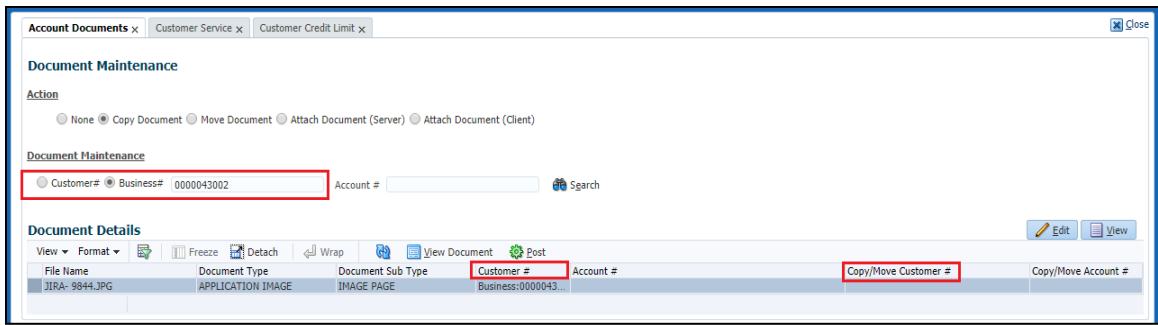 Account Documents x Customer Service x Customer Credit Limit x Close
Document Maintenance
Action
None Copy Document Move Document Attach Document (Server) Attach Document (Client)
Document Maintenance
Customer# Business# 0000043002 Account # Search
Document Details Edit View
View Format Freeze Detach Wrap View Document Post
File Name Document Type Document Sub Type Customer # Account # Copy/Move Customer # Copy/Move Account #
JIRA- 9844.JPG APPLICATION IMAGE IMAGE PAGE Business:0000043...